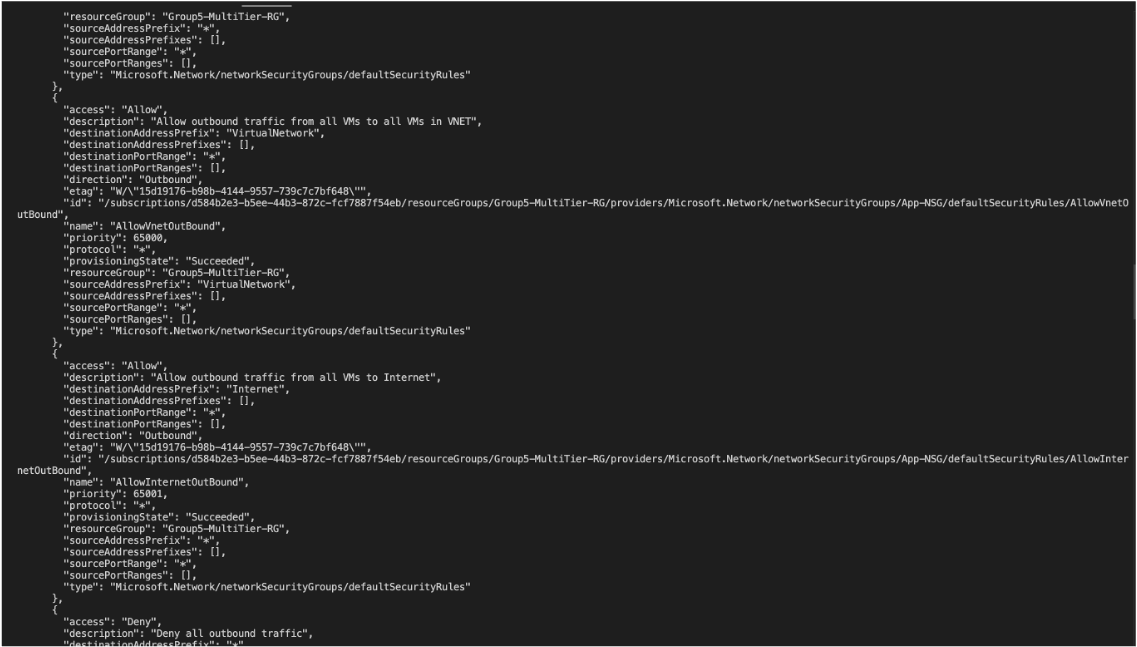 "resourceGroup": "Group5-MultiTier-RG",
"sourceAddressPrefix": "*",
"sourceAddressPrefixes": [],
"sourcePortRange": "*",
"sourcePortRanges": [],
"type": "Microsoft.Network/networkSecurityGroups/defaultSecurityRules"
},
{
"access": "Allow",
"description": "Allow outbound traffic from all VMs to all VMs in VNET",
"destinationAddressPrefix": "VirtualNetwork",
"destinationAddressPrefixes": [],
"destinationPortRange": "*",
"destinationPortRanges": [],
"direction": "Outbound",
"etag": "W/\"15d19176-b98b-4144-9557-739c7c7bf648\"",
"id": "/subscriptions/d584b2e3-b5ee-44b3-872c-fcf7887f54eb/resourceGroups/Group5-MultiTier-RG/providers/Microsoft.Network/networkSecurityGroups/App-NSG/defaultSecurityRules/AllowVnetO
utBound",
"name": "AllowVnetOutBound",
"priority": 65000,
"protocol": "*",
"provisioningState": "Succeeded",
"resourceGroup": "Group5-MultiTier-RG",
"sourceAddressPrefix": "VirtualNetwork",
"sourceAddressPrefixes": [],
"sourcePortRange": "*",
"sourcePortRanges": [],
"type": "Microsoft.Network/networkSecurityGroups/defaultSecurityRules"
},
{
"access": "Allow",
"description": "Allow outbound traffic from all VMs to Internet",
"destinationAddressPrefix": "Internet",
"destinationAddressPrefixes": [],
"destinationPortRange": "*",
"destinationPortRanges": [],
"direction": "Outbound",
"etag": "W/\"15d19176-b98b-4144-9557-739c7c7bf648\"",
"id": "/subscriptions/d584b2e3-b5ee-44b3-872c-fcf7887f54eb/resourceGroups/Group5-MultiTier-RG/providers/Microsoft.Network/networkSecurityGroups/App-NSG/defaultSecurityRules/AllowInter
netOutBound",
"name": "AllowInternetOutBound",
"priority": 65001,
"protocol": "*",
"provisioningState": "Succeeded",
"resourceGroup": "Group5-MultiTier-RG",
"sourceAddressPrefix": "*",
"sourceAddressPrefixes": [],
"sourcePortRange": "*",
"sourcePortRanges": [],
"type": "Microsoft.Network/networkSecurityGroups/defaultSecurityRules"
},
{
"access": "Deny",
"description": "Deny all outbound traffic",
"destinationAddressPrefix": "*"